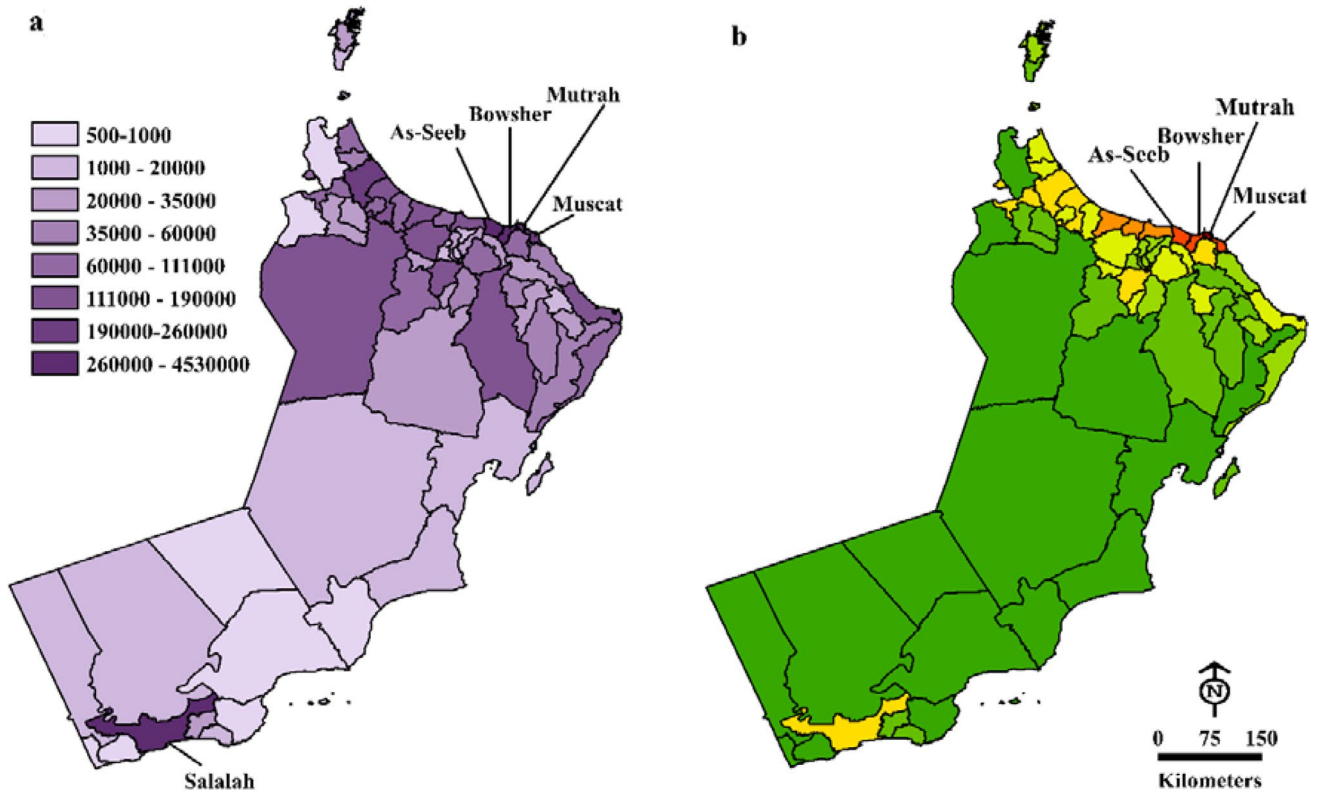 a
500-1000
1000 - 20000
20000 - 35000
35000 - 60000
60000 - 111000
111000 - 190000
190000-260000
260000 - 4530000
As-Seeb
Bowsher
Mutrah
Muscat
Salalah
b
As-Seeb
Bowsher
Mutrah
Muscat
N
0 75 150
Kilometers